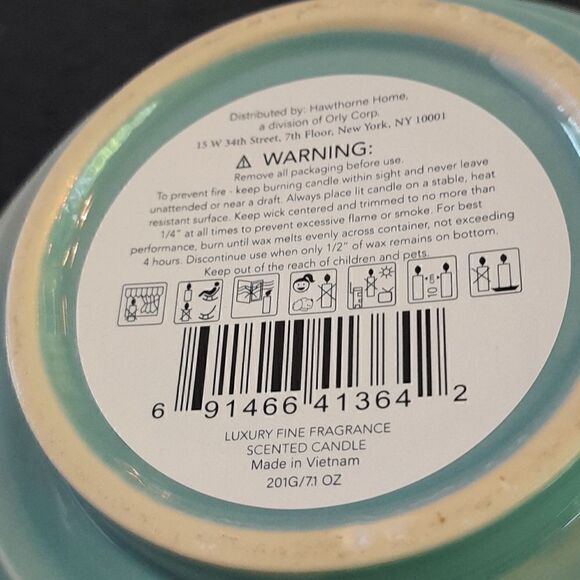 Distributed by: Hawthorne Home,
a division of Orly Corp.
15 W 34th Street, 7th Floor, New York, NY 10001
⚠ WARNING:
Remove all packaging before use.
To prevent fire - keep burning candle within sight and never leave
unattended or near a draft. Always place lit candle on a stable, heat
resistant surface. Keep wick centered and trimmed to no more than
1/4" at all times to prevent excessive flame or smoke. For best
performance, burn until wax melts evenly across container, not exceeding
4 hours. Discontinue use when only 1/2" of wax remains on bottom.
Keep out of the reach of children and pets.
6 91466 41364 2
LUXURY FINE FRAGRANCE
SCENTED CANDLE
Made in Vietnam
201G/7.1 OZ